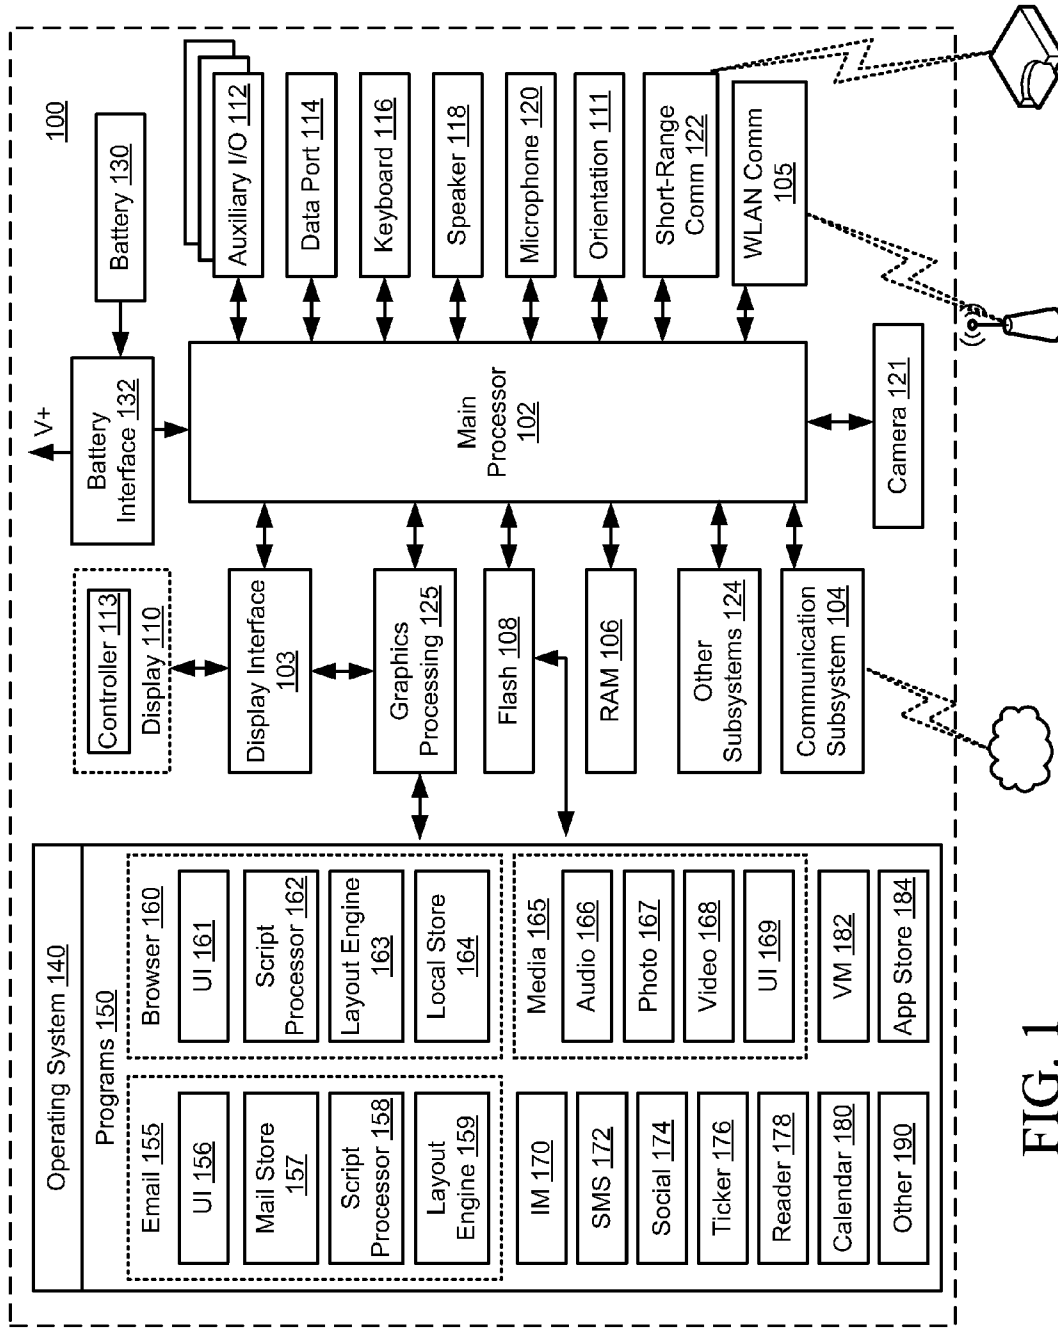 100
Operating System 140
Programs 150
Email 155
UI 156
Mail Store
157
Script
Processor 158
Layout
Engine 159
Browser 160
UI 161
Script
Processor 162
Layout Engine
163
Local Store
164
IM 170
SMS 172
Social 174
Ticker 176
Reader 178
Calendar 180
Other 190
Media 165
Audio 166
Photo 167
Video 168
UI 169
VM 182
App Store 184
Controller 113
Display 110
Display Interface
103
Graphics
Processing 125
Flash 108
RAM 106
Other
Subsystems 124
Communication
Subsystem 104
V+
Battery
Interface 132
Battery 130
Main
Processor
102
Camera 121
Auxiliary I/O 112
Data Port 114
Keyboard 116
Speaker 118
Microphone 120
Orientation 111
Short-Range
Comm 122
WLAN Comm
105
FIG. 1